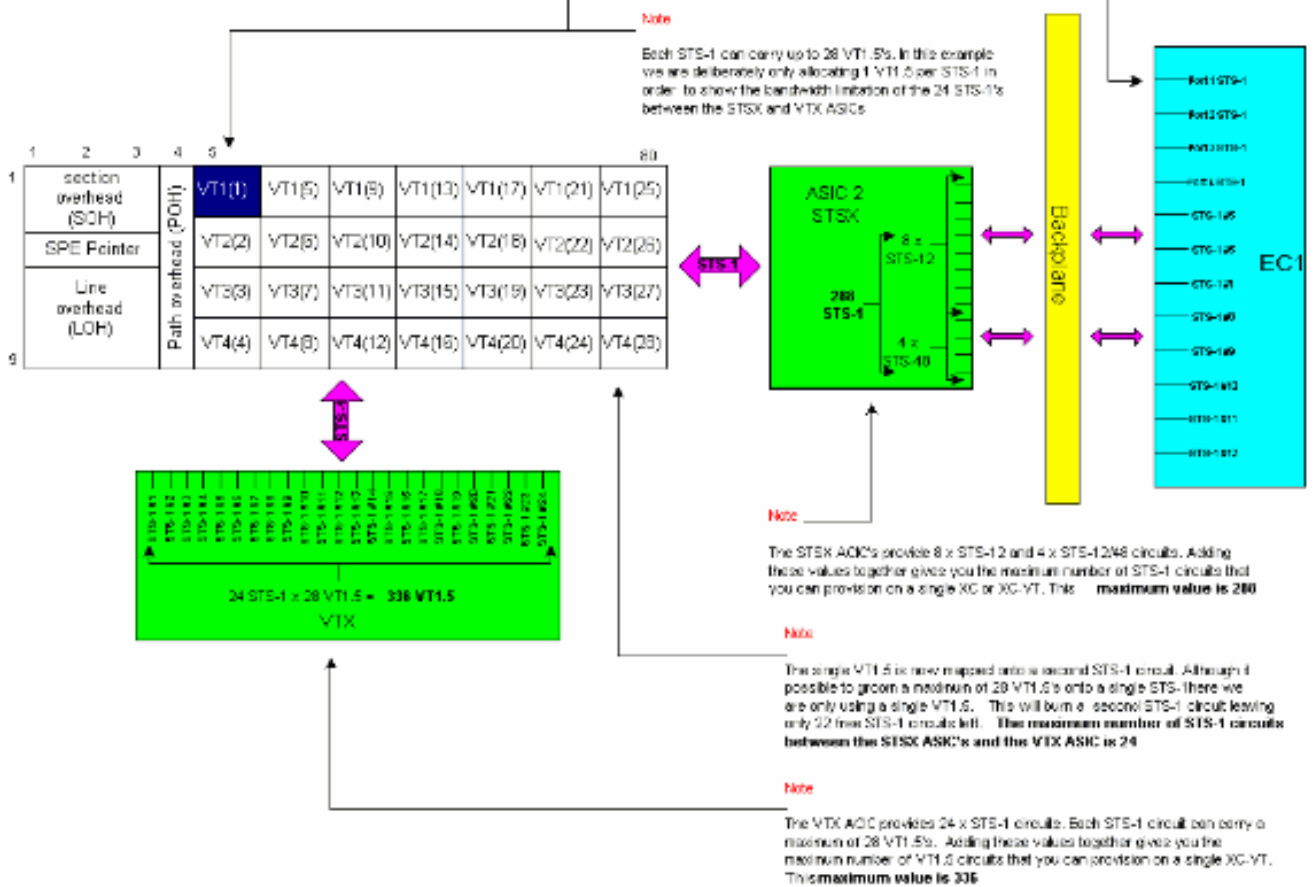 Note
Each STS-1 can carry up to 28 VT1.5's. In this example
we are deliberately only allocating 1 VT1.5 per STS-1 in
order to show the bandwidth limitation of the 24 STS-1's
between the STSX and VTX ASICs
1 2 3 4 5 80
1
9
section
overhead
(SOH)
SPE Pointer
Line
overhead
(LOH)
Path overhead (POH)
VT1(1) VT1(5) VT1(9) VT1(13) VT1(17) VT1(21) VT1(25)
VT2(2) VT2(6) VT2(10) VT2(14) VT2(18) VT2(22) VT2(26)
VT3(3) VT3(7) VT3(11) VT3(15) VT3(19) VT3(23) VT3(27)
VT4(4) VT4(8) VT4(12) VT4(16) VT4(20) VT4(24) VT4(28)
STS-1
ASIC 2
STSX
8 x
STS-12
288
STS-1
4 x
STS-48
Backplane
EC1
Port 1 STS-1
Port 2 STS-1
Port 3 STS-1
STS-1
24 STS-1 x 28 VT1.5 = 336 VT1.5
VTX
Note
The STSX ACIC's provide 8 x STS-12 and 4 x STS-12/48 circuits. Adding
these values together gives you the maximum number of STS-1 circuits that
you can provision on a single XC or XC-VT. This maximum value is 288
Note
The single VT1.5 is now mapped onto a second STS-1 circuit. Although it
possible to groom a maximum of 28 VT1.5's onto a single STS-1here we
are only using a single VT1.5. This will burn a second STS-1 circuit leaving
only 22 free STS-1 circuits left. The maximum number of STS-1 circuits
between the STSX ASIC's and the VTX ASIC is 24
Note
The VTX ACIC provides 24 x STS-1 circuits. Each STS-1 circuit can carry a
maximum of 28 VT1.5's. Adding these values together gives you the
maximum number of VT1.5 circuits that you can provision on a single XC-VT.
This maximum value is 336